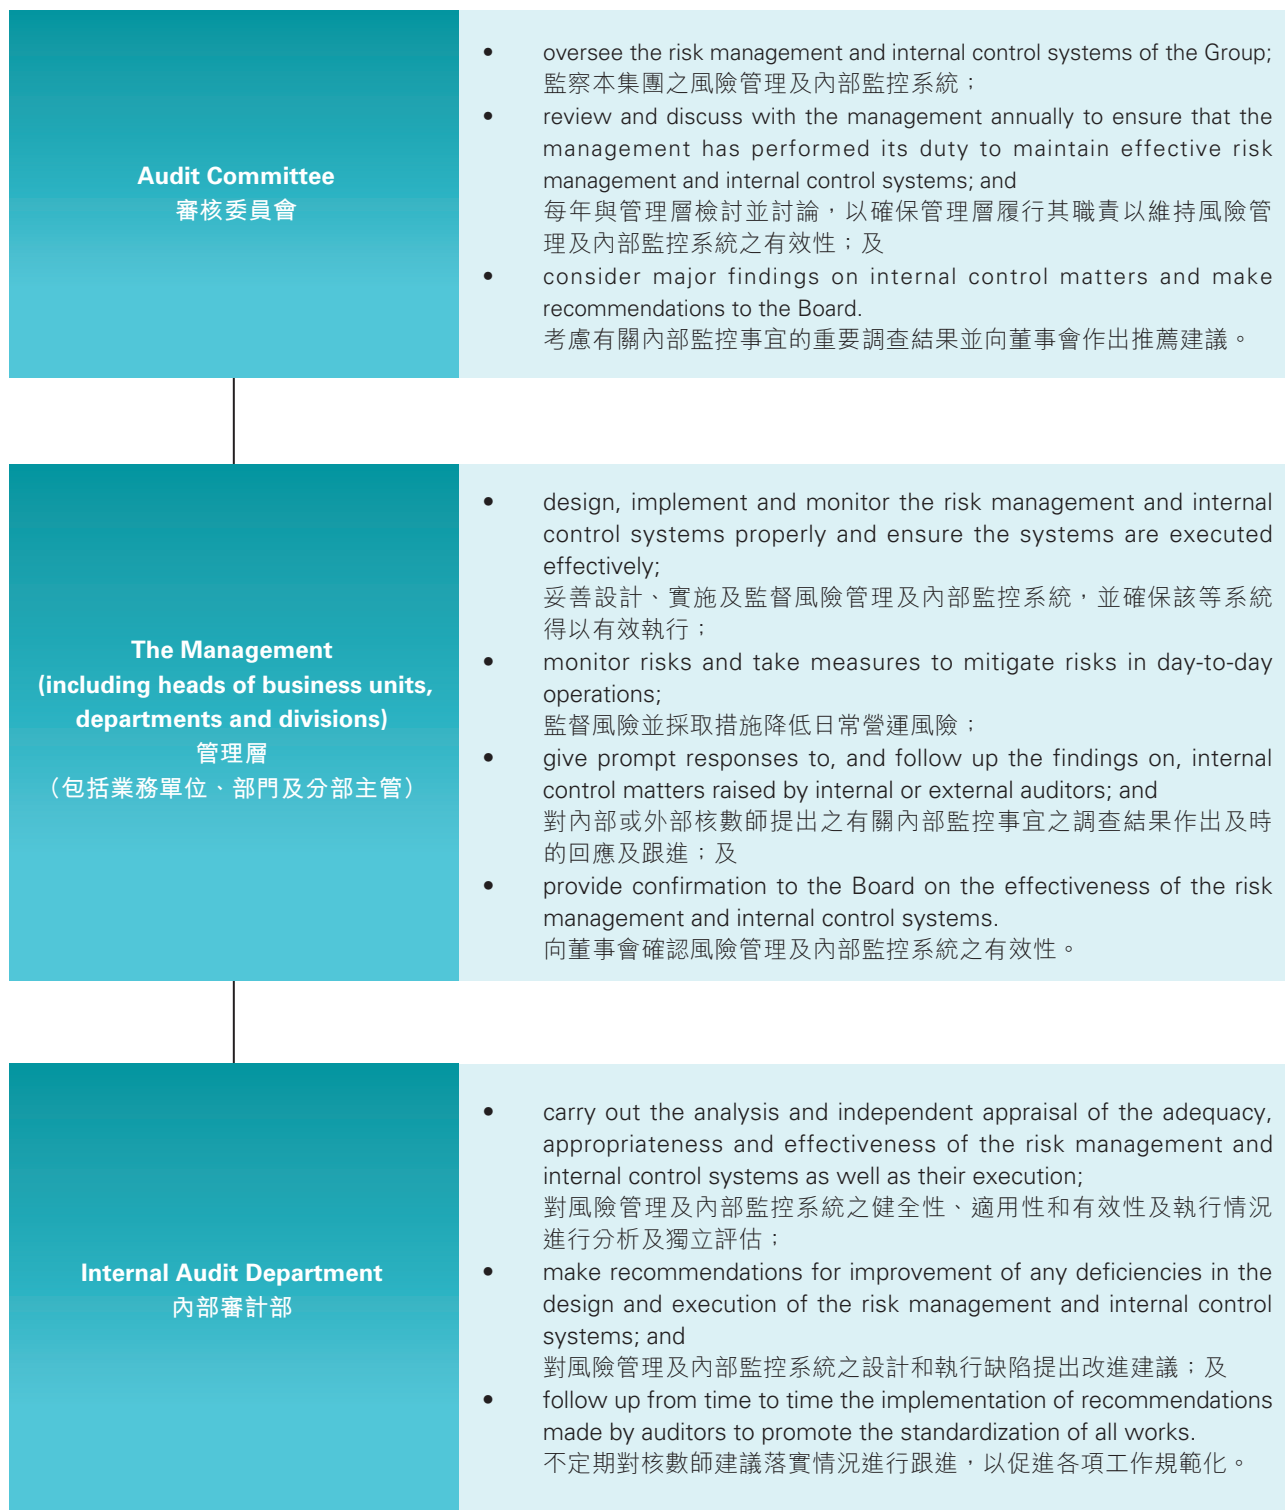 Audit Committee
審核委員會
• oversee the risk management and internal control systems of the Group;
監察本集團之風險管理及內部監控系統；
• review and discuss with the management annually to ensure that the
management has performed its duty to maintain effective risk
management and internal control systems; and
每年與管理層檢討並討論，以確保管理層履行其職責以維持風險管
理及內部監控系統之有效性；及
• consider major findings on internal control matters and make
recommendations to the Board.
考慮有關內部監控事宜的重要調查結果並向董事會作出推薦建議。
The Management
(including heads of business units,
departments and divisions)
管理層
（包括業務單位、部門及分部主管）
• design, implement and monitor the risk management and internal
control systems properly and ensure the systems are executed
effectively;
妥善設計、實施及監督風險管理及內部監控系統，並確保該等系統
得以有效執行；
• monitor risks and take measures to mitigate risks in day-to-day
operations;
監督風險並採取措施降低日常營運風險；
• give prompt responses to, and follow up the findings on, internal
control matters raised by internal or external auditors; and
對內部或外部核數師提出之有關內部監控事宜之調查結果作出及時
的回應及跟進；及
• provide confirmation to the Board on the effectiveness of the risk
management and internal control systems.
向董事會確認風險管理及內部監控系統之有效性。
Internal Audit Department
內部審計部
• carry out the analysis and independent appraisal of the adequacy,
appropriateness and effectiveness of the risk management and
internal control systems as well as their execution;
對風險管理及內部監控系統之健全性、適用性和有效性及執行情況
進行分析及獨立評估；
• make recommendations for improvement of any deficiencies in the
design and execution of the risk management and internal control
systems; and
對風險管理及內部監控系統之設計和執行缺陷提出改進建議；及
• follow up from time to time the implementation of recommendations
made by auditors to promote the standardization of all works.
不定期對核數師建議落實情況進行跟進，以促進各項工作規範化。